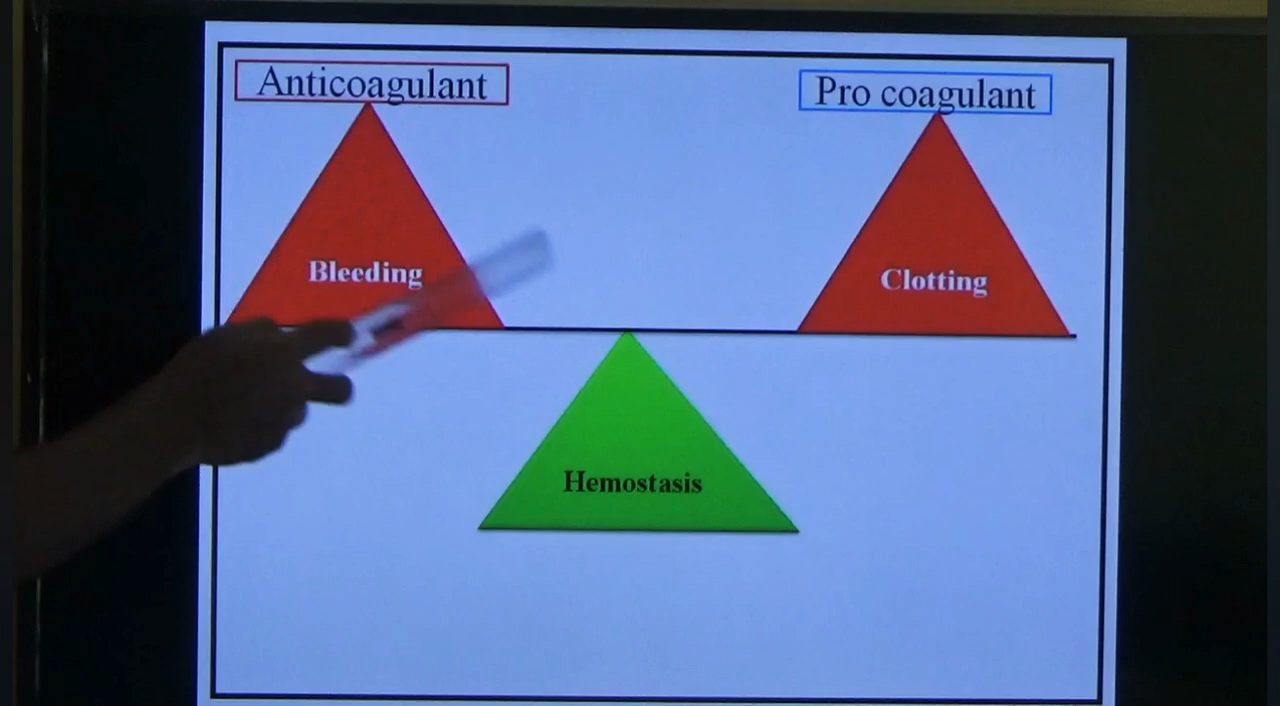 Anticoagulant
Pro coagulant
Bleeding
Clotting
Hemostasis